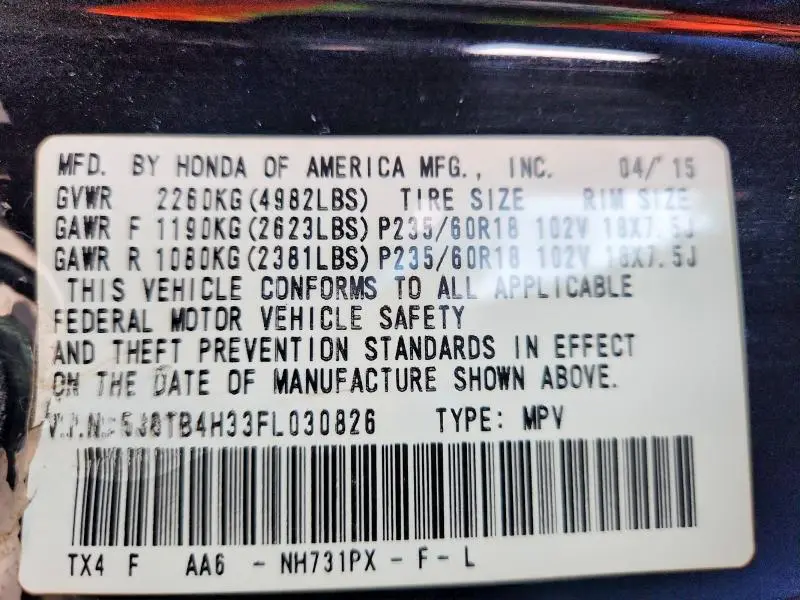 MFD. BY HONDA OF AMERICA MFG., INC. 04/ 15
GVWR 2260KG(4982LBS) TIRE SIZE RIM SIZE
GAWR F 1190KG(2623LBS) P235/60R18 102V 18X7.5J
GAWR R 1080KG(2381LBS) P235/60R18 102V 18X7.5J
THIS VEHICLE CONFORMS TO ALL APPLICABLE
FEDERAL MOTOR VEHICLE SAFETY
AND THEFT PREVENTION STANDARDS IN EFFECT
ON THE DATE OF MANUFACTURE SHOWN ABOVE.
V.I.N.:5J8TB4H33FL030826 TYPE: MPV
TX4 F AA6 - NH731PX - F - L